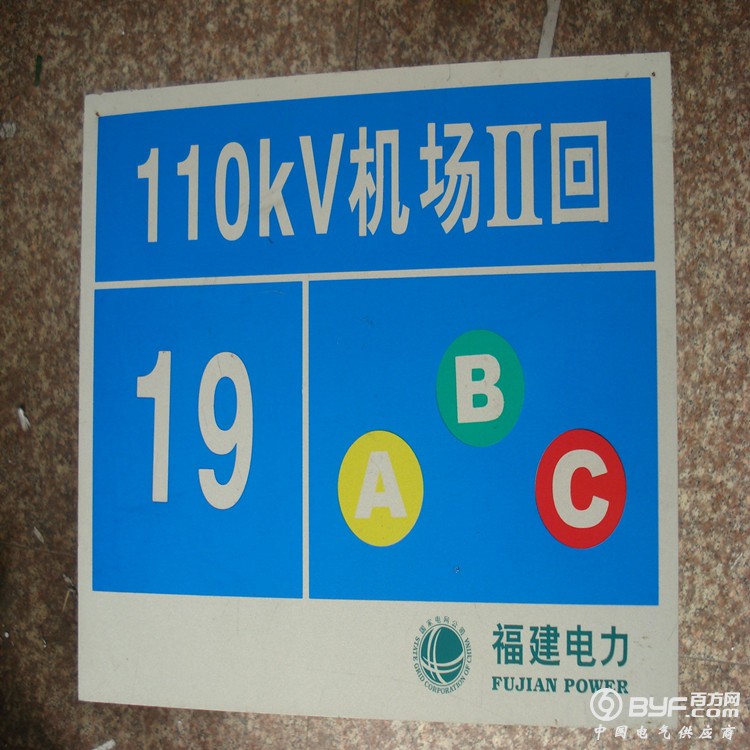 110kV机场II回
19
B
A
C
国家电网公司
STATE GRID CORPORATION OF CHINA
福建电力
FUJIAN POWER
BYF百方网
中国电气供应商